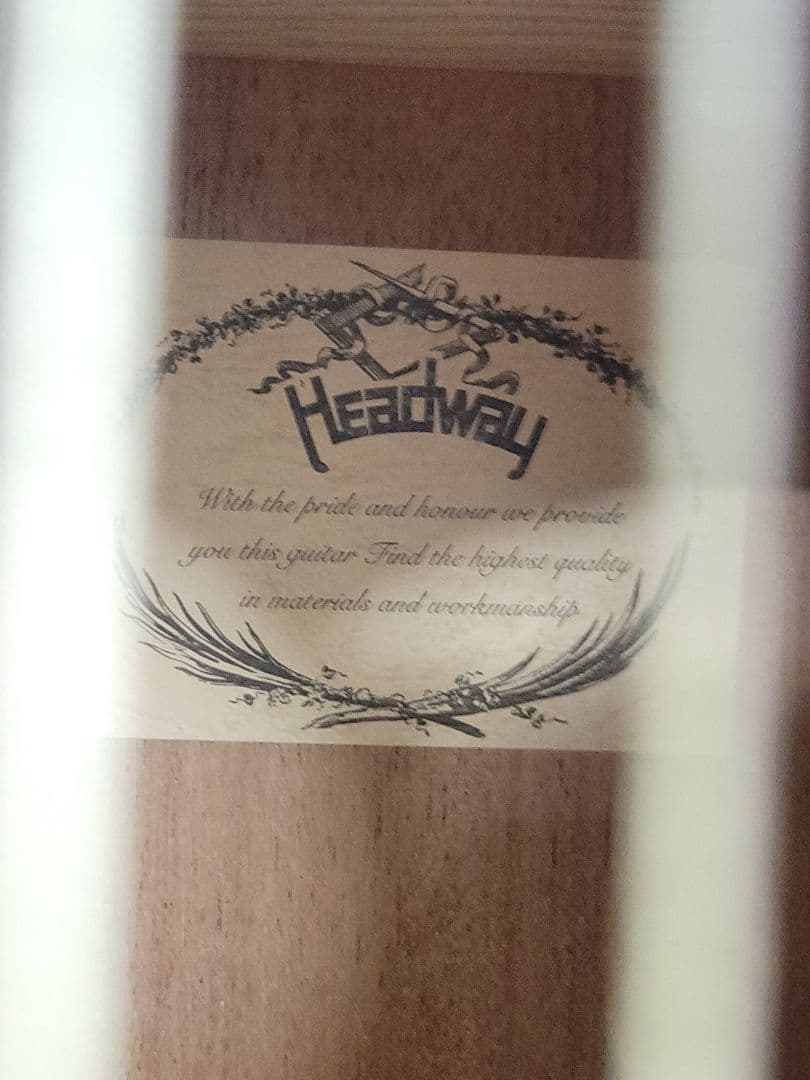 Headway
With the pride and honour we provide
you this guitar Find the highest quality
in materials and workmanship.